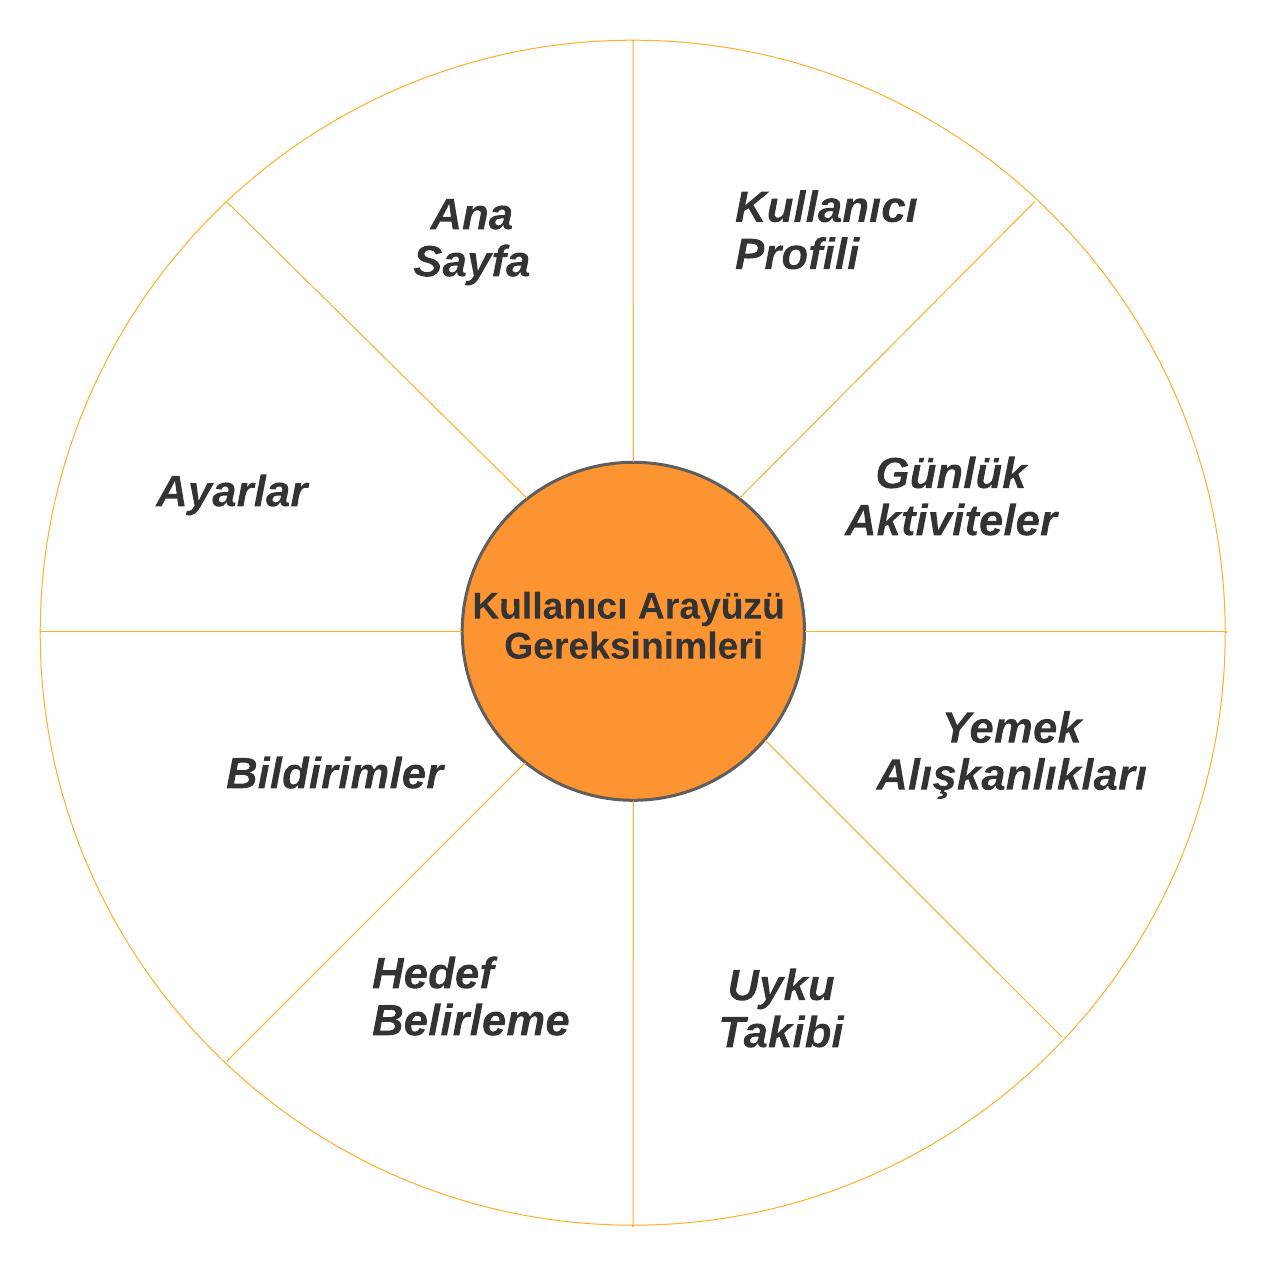 Ana
Sayfa
Kullanıcı
Profili
Günlük
Aktiviteler
Ayarlar
Kullanıcı Arayüzü
Gereksinimleri
Yemek
Alışkanlıkları
Bildirimler
Hedef
Belirleme
Uyku
Takibi